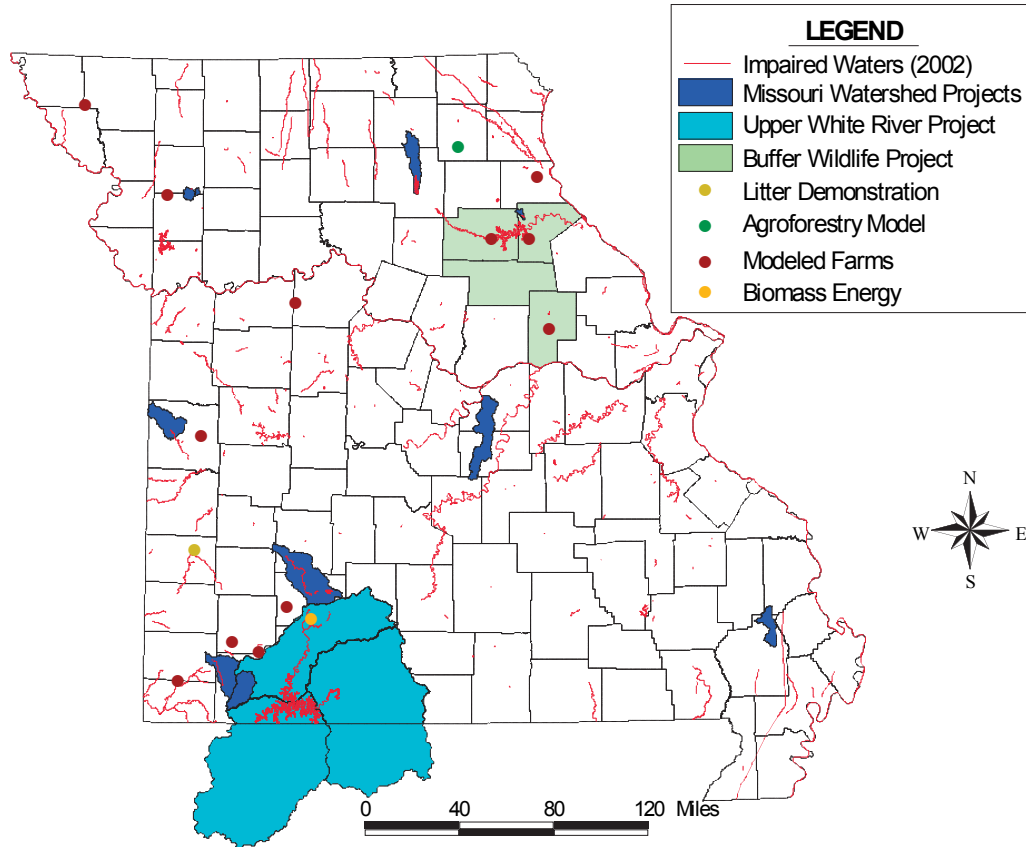 LEGEND
Impaired Waters (2002)
Missouri Watershed Projects
Upper White River Project
Buffer Wildlife Project
Litter Demonstration
Agroforestry Model
Modeled Farms
Biomass Energy
N
W E
S
0 40 80 120 Miles